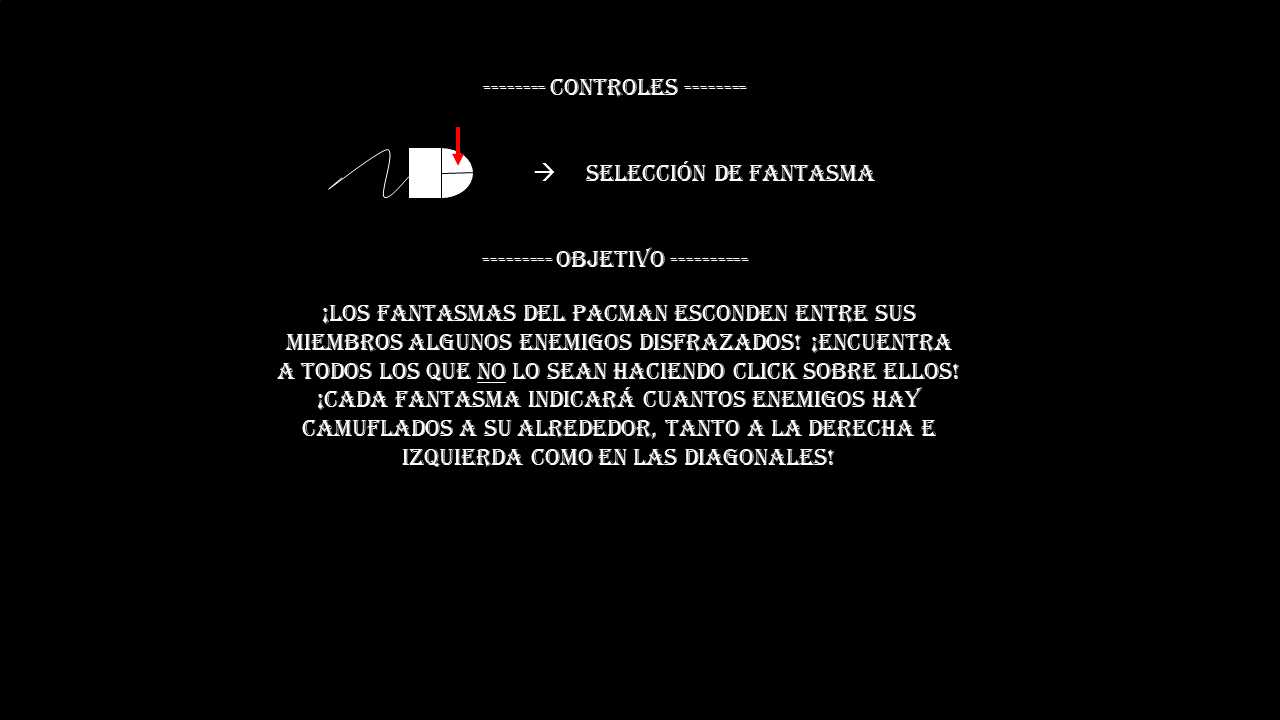 -------- CONTROLES --------
→ SELECCIÓN DE FANTASMA
--------- OBJETIVO ----------
¡LOS FANTASMAS DEL PACMAN ESCONDEN ENTRE SUS
MIEMBROS ALGUNOS ENEMIGOS DISFRAZADOS! ¡ENCUENTRA
A TODOS LOS QUE NO LO SEAN HACIENDO CLICK SOBRE ELLOS!
¡CADA FANTASMA INDICARÁ CUANTOS ENEMIGOS HAY
CAMUFLADOS A SU ALREDEDOR, TANTO A LA DERECHA E
IZQUIERDA COMO EN LAS DIAGONALES!